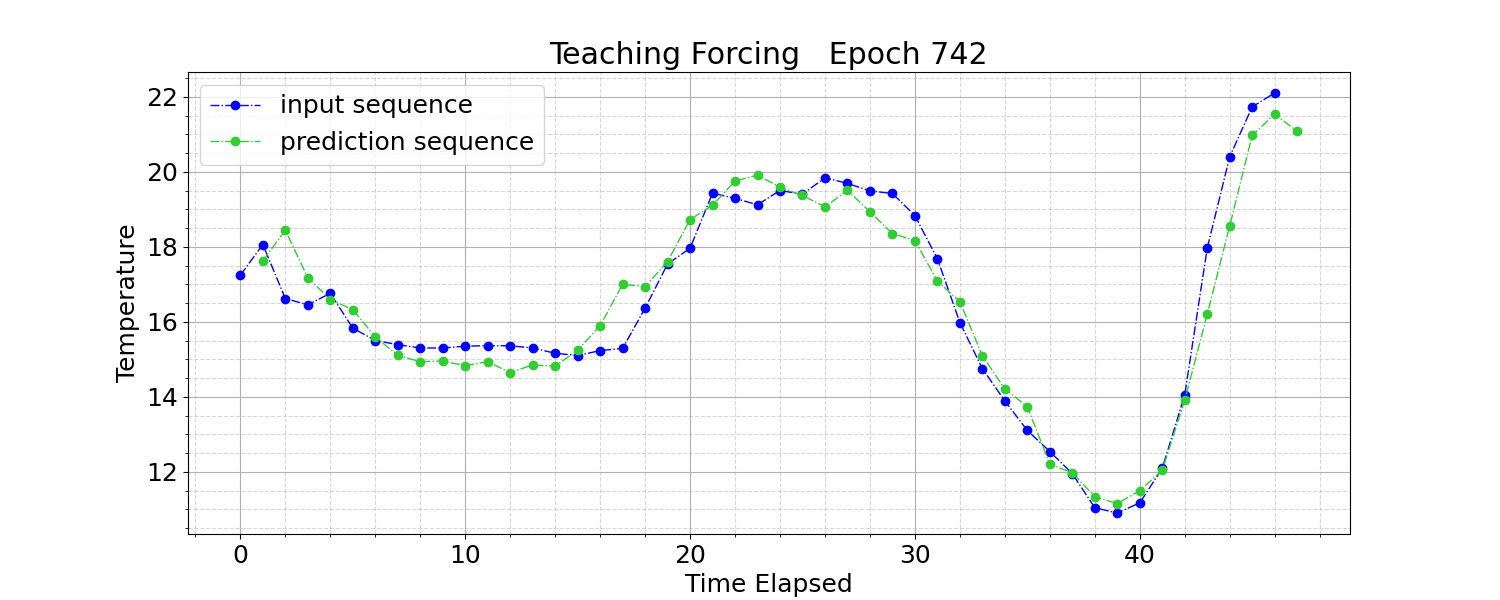 Teaching Forcing   Epoch 742
input sequence
prediction sequence
22
20
18
16
14
12
Temperature
0 10 20 30 40
Time Elapsed